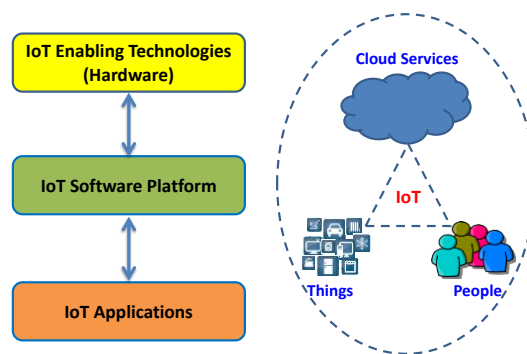 IoT Enabling Technologies
(Hardware)
IoT Software Platform
IoT Applications
Cloud Services
IoT
Things
People